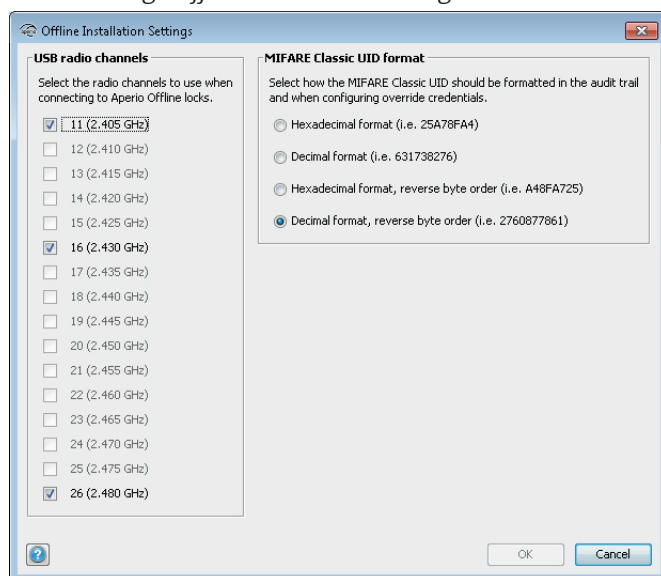 Offline Installation Settings
USB radio channels
Select the radio channels to use when
connecting to Aperio Offline locks.
11 (2.405 GHz)
12 (2.410 GHz)
13 (2.415 GHz)
14 (2.420 GHz)
15 (2.425 GHz)
16 (2.430 GHz)
17 (2.435 GHz)
18 (2.440 GHz)
19 (2.445 GHz)
20 (2.450 GHz)
21 (2.455 GHz)
22 (2.460 GHz)
23 (2.465 GHz)
24 (2.470 GHz)
25 (2.475 GHz)
26 (2.480 GHz)
MIFARE Classic UID format
Select how the MIFARE Classic UID should be formatted in the audit trail
and when configuring override credentials.
Hexadecimal format (i.e. 25A78FA4)
Decimal format (i.e. 631738276)
Hexadecimal format, reverse byte order (i.e. A48FA725)
Decimal format, reverse byte order (i.e. 2760877861)
?
OK
Cancel